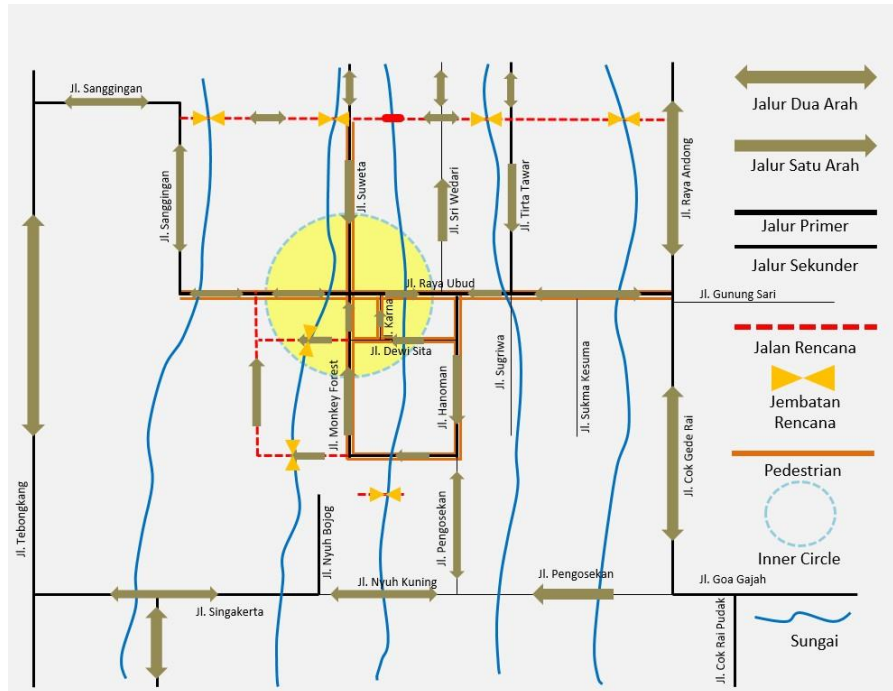 Jl. Sanggingan
Jl. Sanggingan
Jl. Suweta
Jl. Sri Wedari
Jl. Tirta Tawar
Jl. Raya Andong
Jl. Raya Ubud
Jl. Gunung Sari
Jl. Karna
Jl. Dewi Sita
Jl. Monkey Forest
Jl. Hanoman
Jl. Sugriwa
Jl. Sukma Kesuma
Jl. Cok Gede Rai
Jl. Tebongkang
Jl. Nyuh Bojog
Jl. Pengosekan
Jl. Nyuh Kuning
Jl. Pengosekan
Jl. Singakerta
Jl. Goa Gajah
Jl. Cok Rai Pudak
Jalur Dua Arah
Jalur Satu Arah
Jalur Primer
Jalur Sekunder
Jalan Rencana
Jembatan
Rencana
Pedestrian
Inner Circle
Sungai